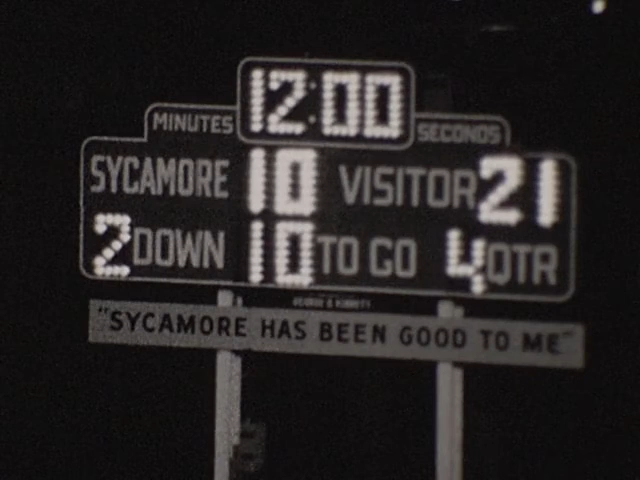 12:00
MINUTES SECONDS
SYCAMORE 10 VISITOR 21
2 DOWN 10 TO GO 4 QTR
"SYCAMORE HAS BEEN GOOD TO ME"